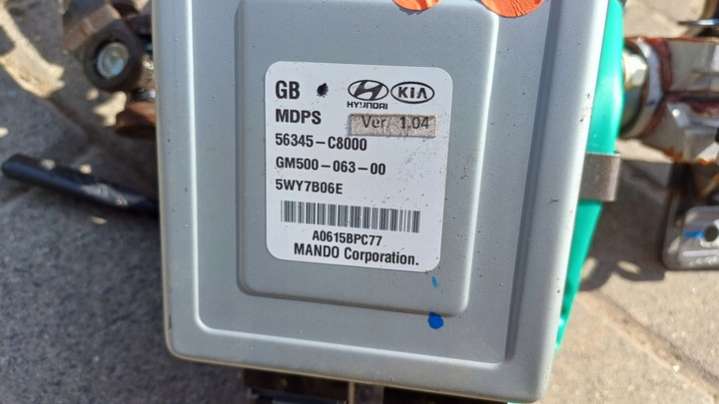 GB HYUNDAI KIA
MDPS Ver 1.04
56345-C8000
GM500-063-00
5WY7B06E
A0615BPC77
MANDO Corporation.